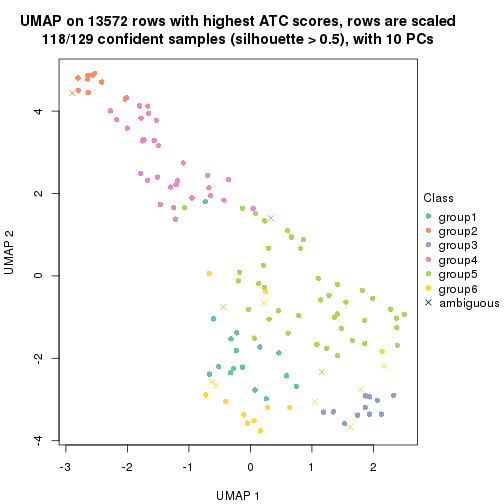 UMAP on 13572 rows with highest ATC scores, rows are scaled
118/129 confident samples (silhouette > 0.5), with 10 PCs
UMAP 2
4
2
0
-2
-4
-3
-2
-1
0
1
2
UMAP 1
Class
group1
group2
group3
group4
group5
group6
ambiguous